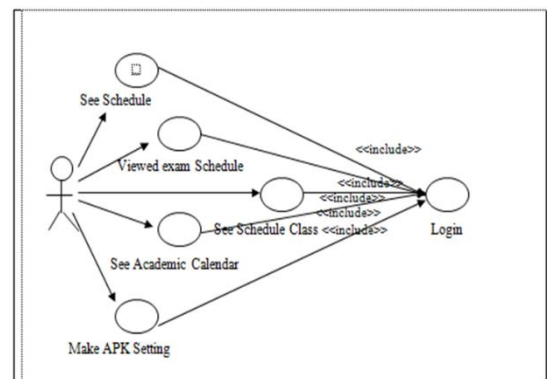 See Schedule
<<include>>
Viewed exam Schedule
<<include>>
<<include>>
<<include>>
See Schedule Class <<include>>
Login
See Academic Calendar
Make APK Setting